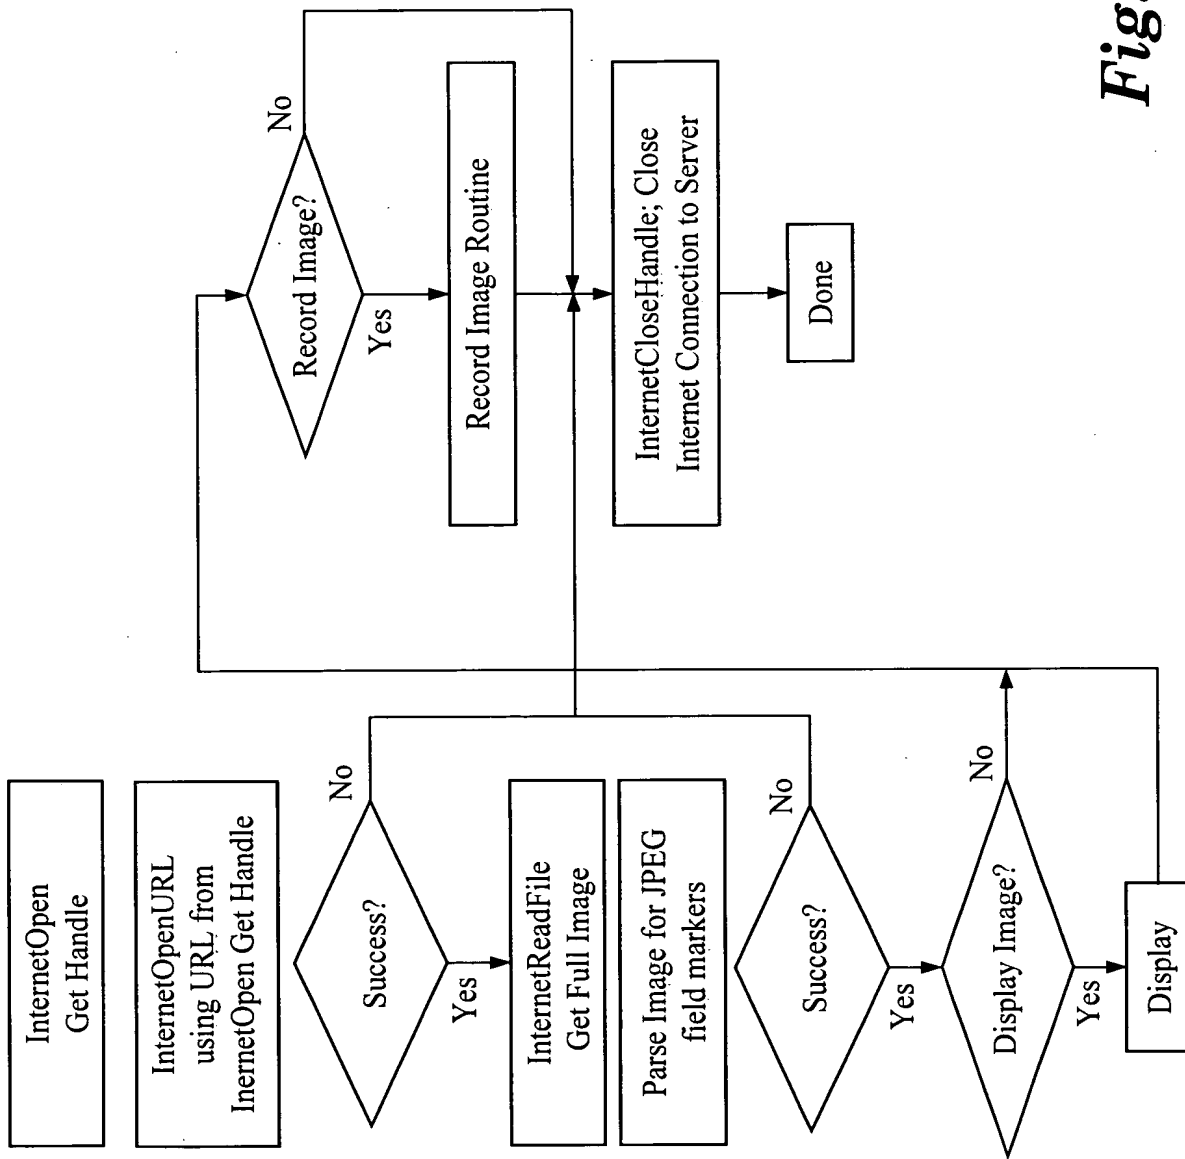 InternetOpen
Get Handle
InternetOpenURL
using URL from
InernetOpen Get Handle
Success?
No
Yes
InternetReadFile
Get Full Image
Parse Image for JPEG
field markers
Success?
No
Yes
Display Image?
No
Yes
Display
Record Image?
No
Yes
Record Image Routine
InternetCloseHandle; Close
Internet Connection to Server
Done